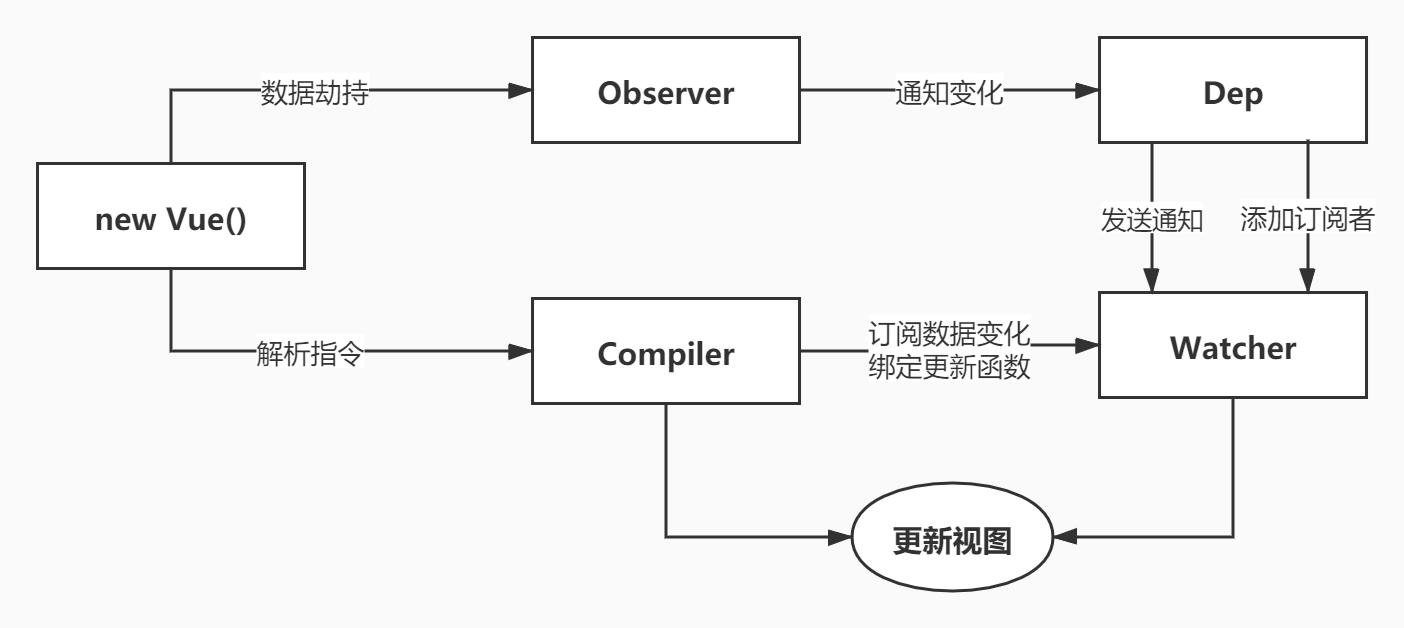 数据劫持
Observer
通知变化
Dep
new Vue()
发送通知
添加订阅者
解析指令
Compiler
订阅数据变化
绑定更新函数
Watcher
更新视图